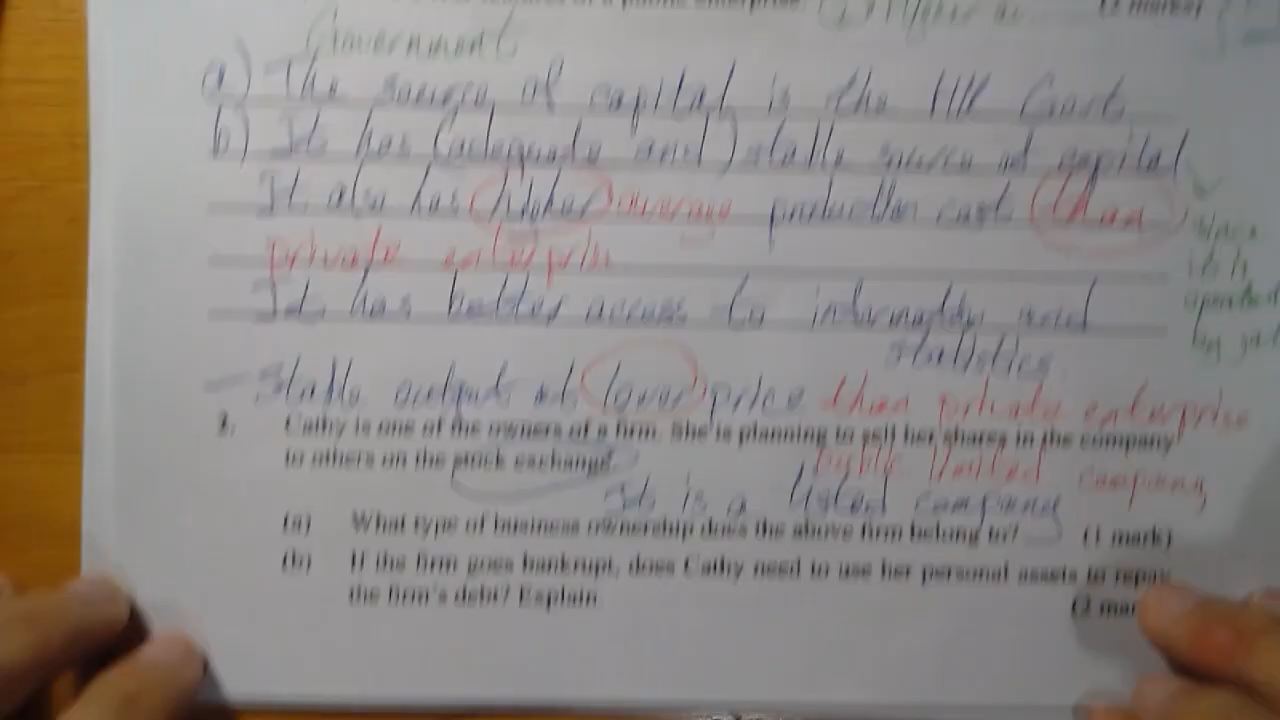 Government
a) The source of capital is the HK Govt
b) It has (adequate and) stable source of capital
It also has higher average production cost than
private enterprise
It has better access to information and
statistics
- Stable output at lower price than private enterprise
2. Cathy is one of the owners of a firm. She is planning to sell her shares in the company
to others on the stock exchange.
public limited company
It is a listed company
(a) What type of business ownership does the above firm belong to? (1 mark)
(b) If the firm goes bankrupt, does Cathy need to use her personal assets to repay
the firm's debt? Explain
(2